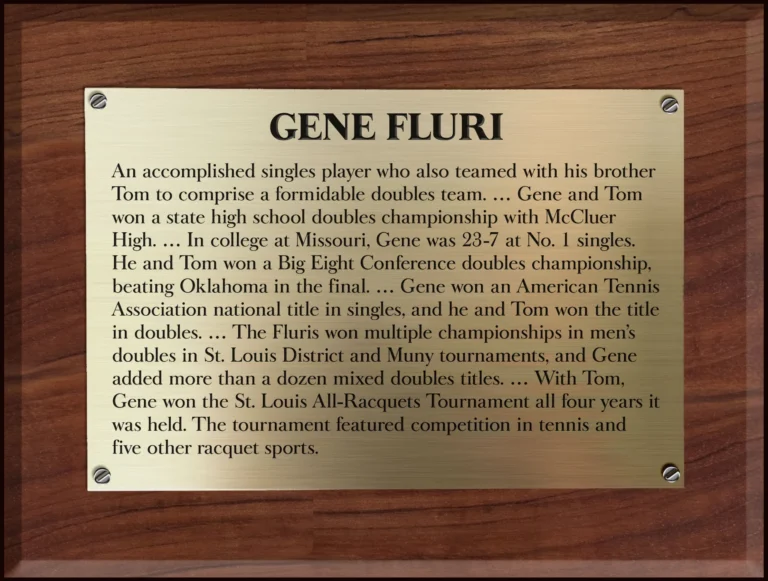 GENE FLURI
An accomplished singles player who also teamed with his brother
Tom to comprise a formidable doubles team. … Gene and Tom
won a state high school doubles championship with McCluer
High. … In college at Missouri, Gene was 23-7 at No. 1 singles.
He and Tom won a Big Eight Conference doubles championship,
beating Oklahoma in the final. … Gene won an American Tennis
Association national title in singles, and he and Tom won the title
in doubles. … The Fluris won multiple championships in men’s
doubles in St. Louis District and Muny tournaments, and Gene
added more than a dozen mixed doubles titles. … With Tom,
Gene won the St. Louis All-Racquets Tournament all four years it
was held. The tournament featured competition in tennis and
five other racquet sports.